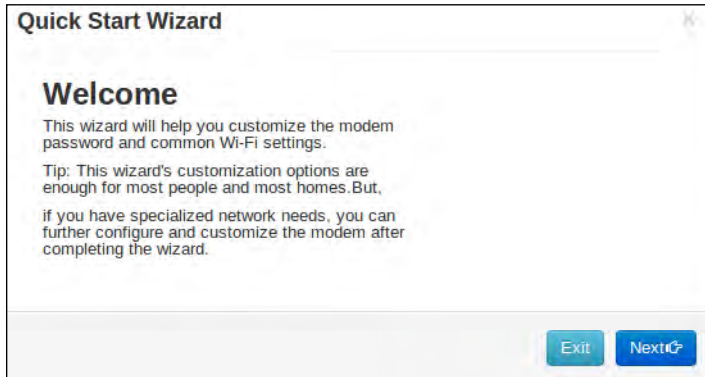 Quick Start Wizard
Welcome
This wizard will help you customize the modem
password and common Wi-Fi settings.
Tip: This wizard's customization options are
enough for most people and most homes.But,
if you have specialized network needs, you can
further configure and customize the modem after
completing the wizard.
Exit
Next